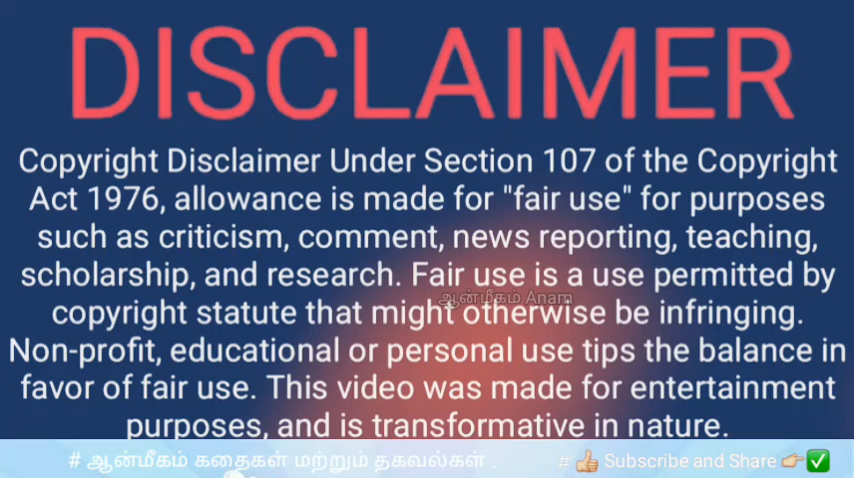 DISCLAIMER
Copyright Disclaimer Under Section 107 of the Copyright
Act 1976, allowance is made for "fair use" for purposes
such as criticism, comment, news reporting, teaching,
scholarship, and research. Fair use is a use permitted by
ஆன்மீகம் Anam
copyright statute that might otherwise be infringing.
Non-profit, educational or personal use tips the balance in
favor of fair use. This video was made for entertainment
purposes, and is transformative in nature.
# ஆன்மீகம் கதைகள் மற்றும் தகவல்கள் . # 👍🏼 Subscribe and Share 👉🏼✅